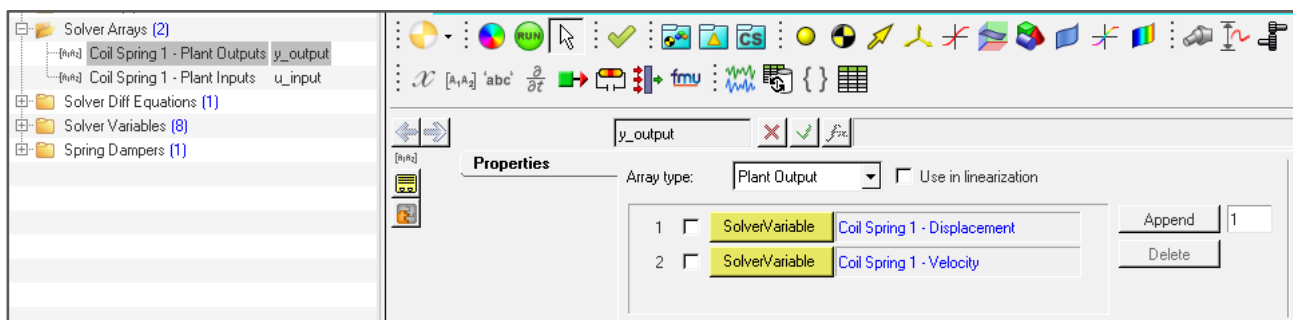 Solver Arrays (2)
Coil Spring 1 - Plant Outputs y_output
Coil Spring 1 - Plant Inputs u_input
Solver Diff Equations (1)
Solver Variables (8)
Spring Dampers (1)
RUN CS
'abc' fmu { }
y_output
Properties
Array type: Plant Output Use in linearization
1 SolverVariable Coil Spring 1 - Displacement Append 1
2 SolverVariable Coil Spring 1 - Velocity Delete